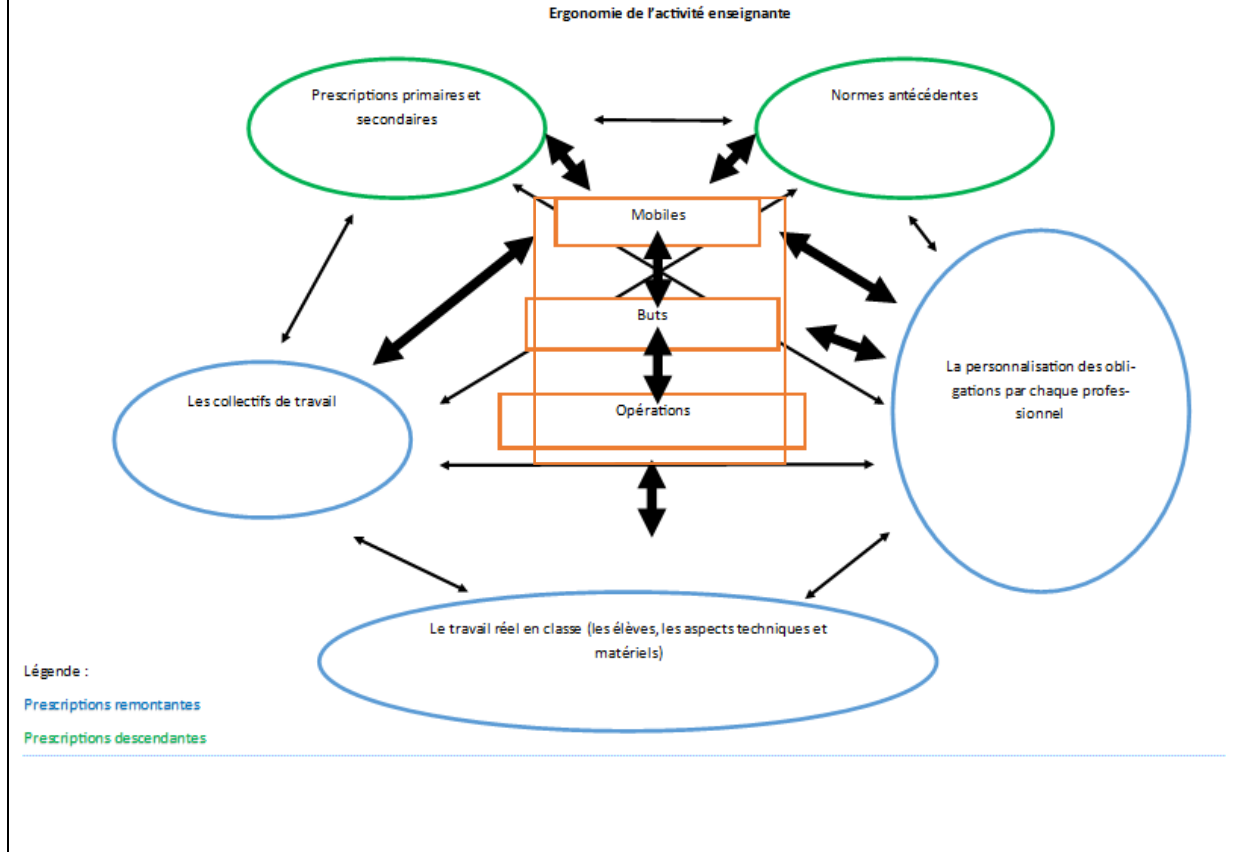 Ergonomie de l'activité enseignante
Prescriptions primaires et
secondaires
Normes antécédentes
Mobiles
Buts
Opérations
Les collectifs de travail
La personnalisation des obli-
gations par chaque profes-
sionnel
Le travail réel en classe (les élèves, les aspects techniques et
matériels)
Légende :
Prescriptions remontantes
Prescriptions descendantes